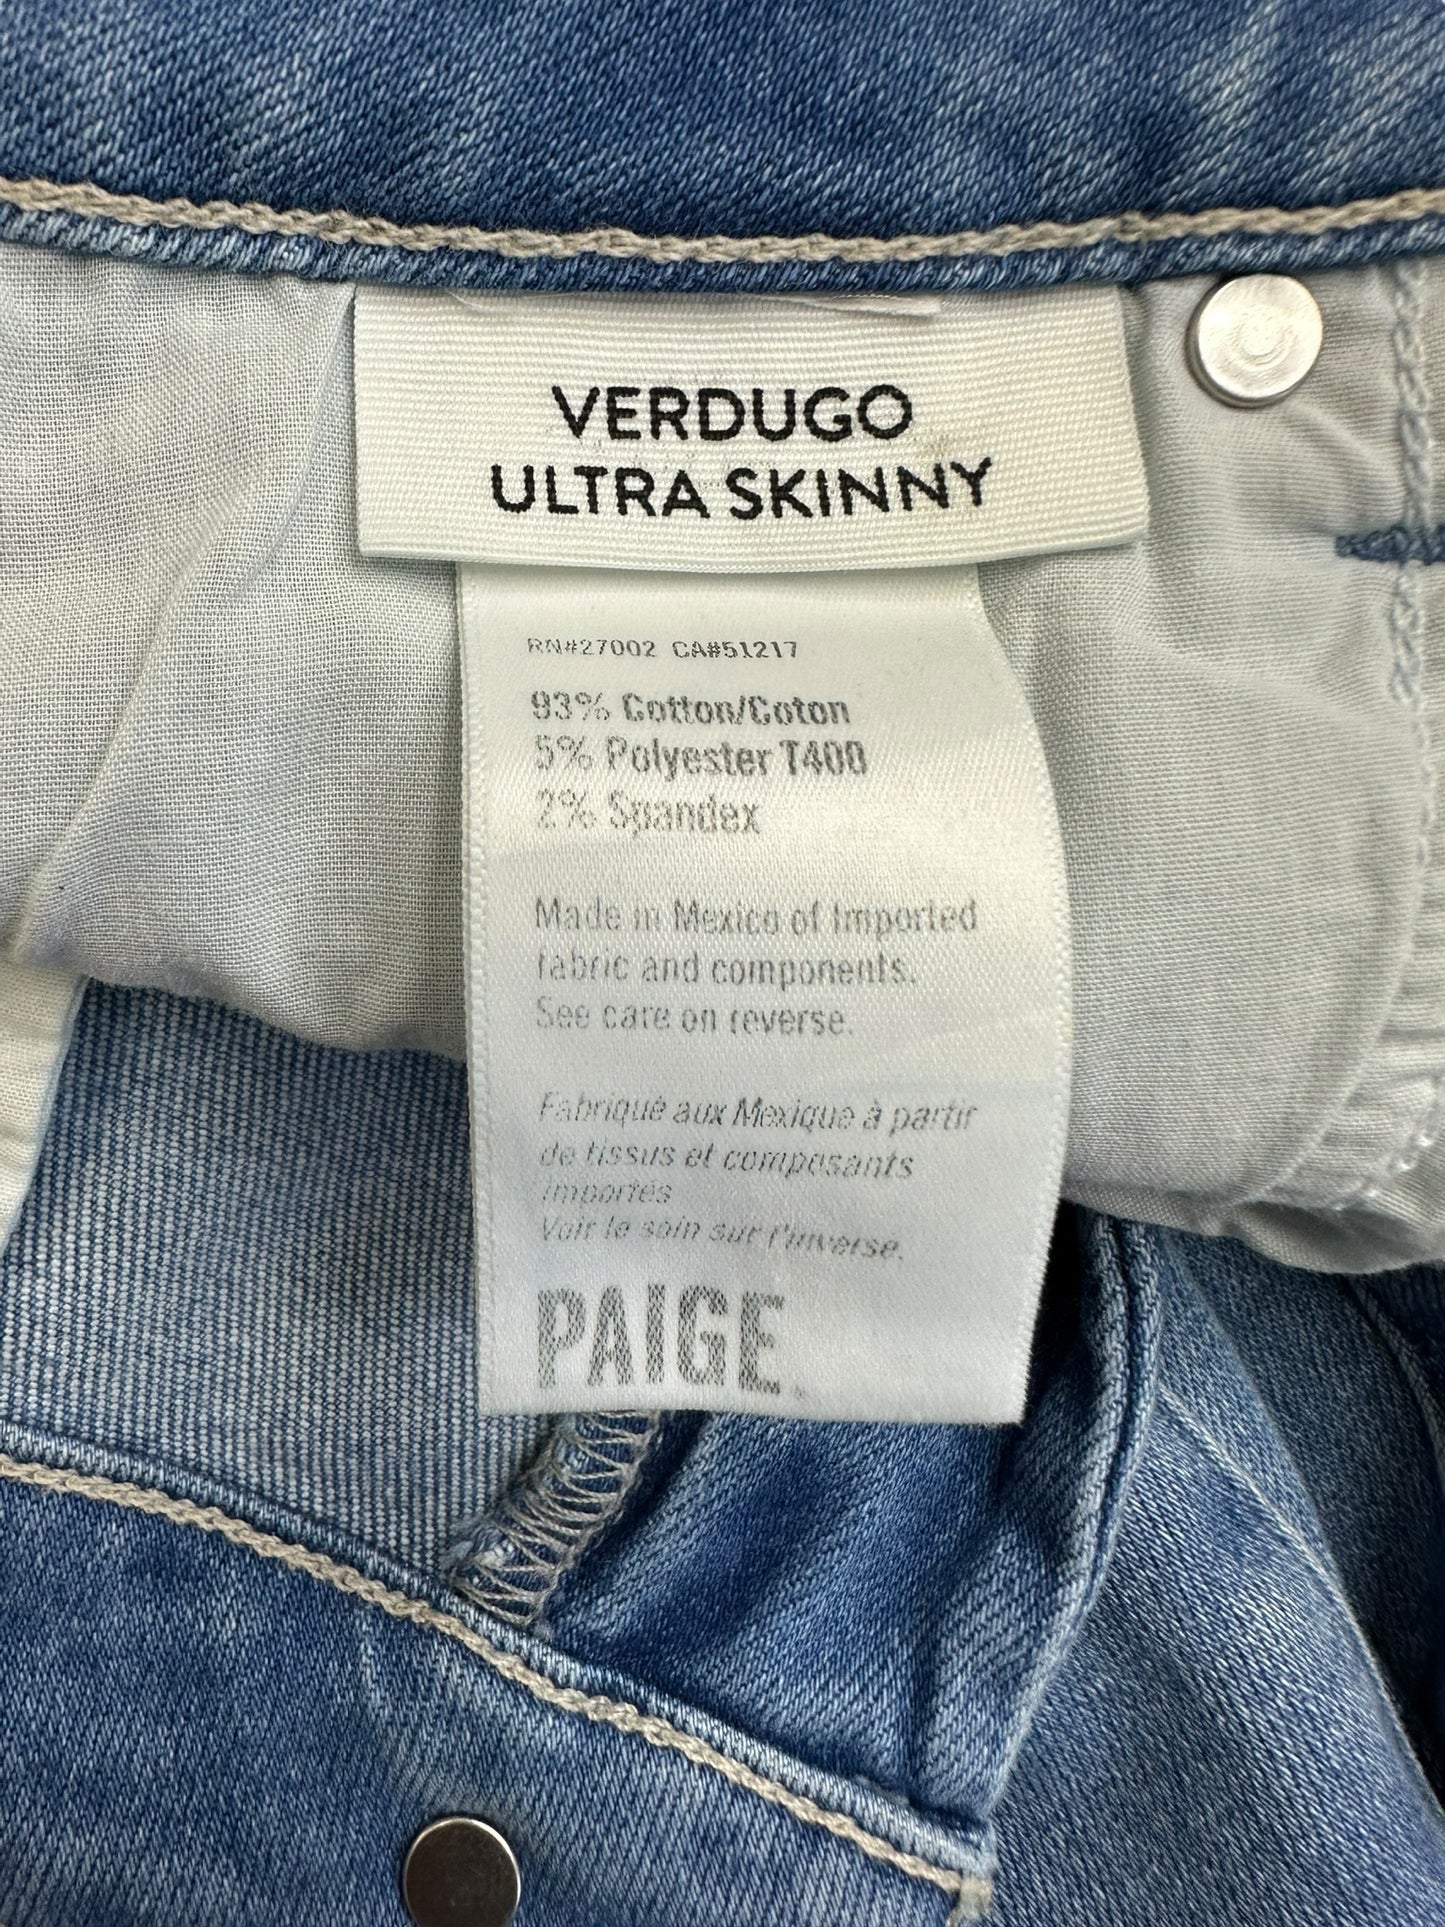 VERDUGO
ULTRA SKINNY
RN#27002 CA#51217
93% Cotton/Coton
5% Polyester T400
2% Spandex
Made in Mexico of Imported
fabric and components.
See care on reverse.
Fabriqué aux Mexique à partir
de tissus et composants
importés
Voir le soin sur l'inverse.
PAIGE